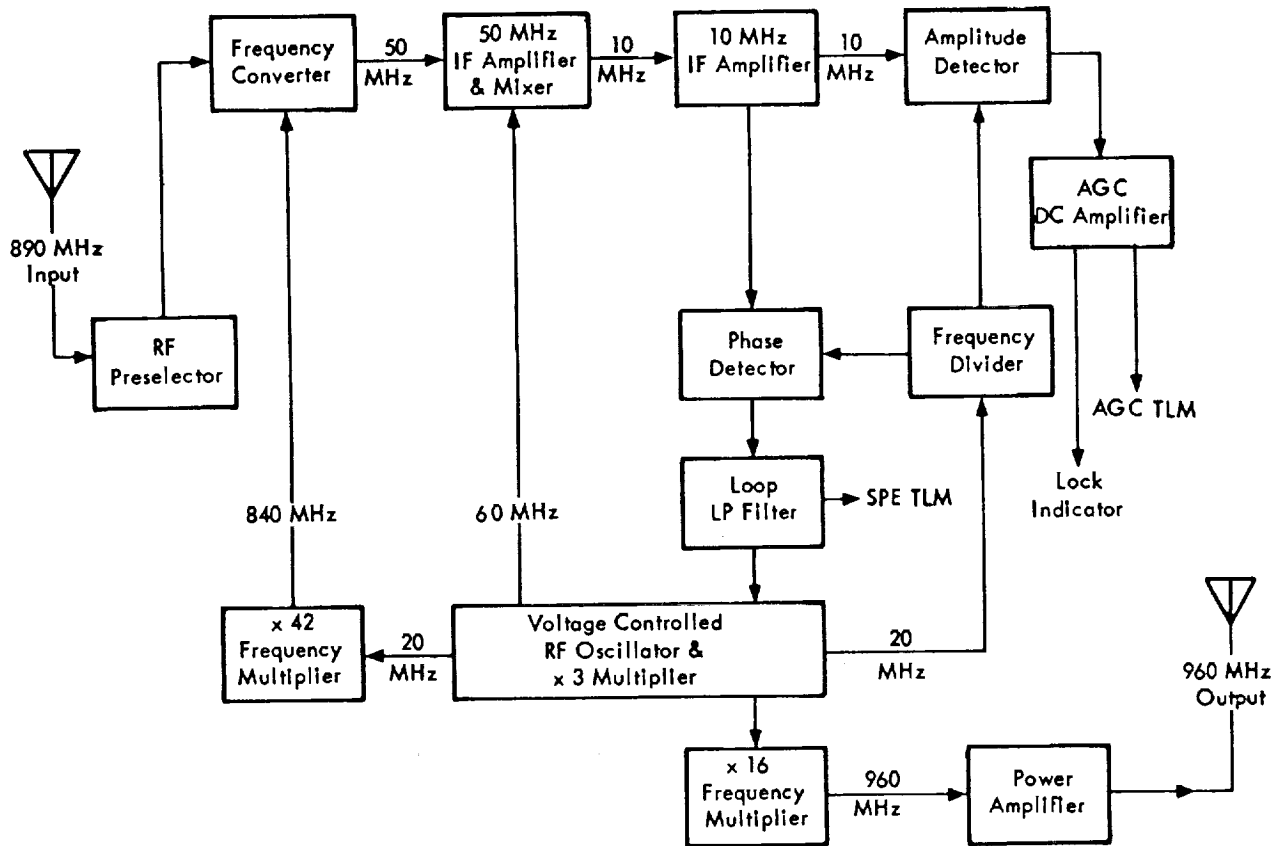 Frequency
Converter
50
MHz
50 MHz
IF Amplifier
& Mixer
10
MHz
10 MHz
IF Amplifier
10
MHz
Amplitude
Detector
AGC
DC Amplifier
890 MHz
Input
RF
Preselector
Phase
Detector
Frequency
Divider
AGC TLM
Lock
Indicator
Loop
LP Filter
SPE TLM
840 MHz
60 MHz
x 42
Frequency
Multiplier
20
MHz
Voltage Controlled
RF Oscillator &
x 3 Multiplier
20
MHz
960 MHz
Output
x 16
Frequency
Multiplier
960
MHz
Power
Amplifier